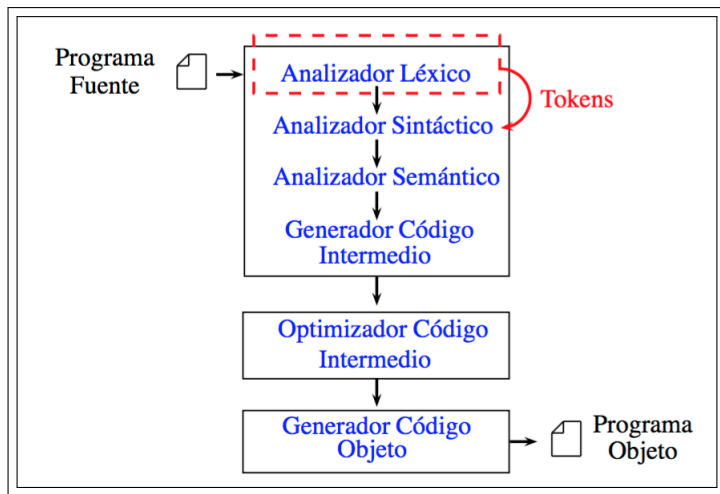 Programa
Fuente
Analizador Léxico
Tokens
Analizador Sintáctico
Analizador Semántico
Generador Código
Intermedio
Optimizador Código
Intermedio
Generador Código
Objeto
Programa
Objeto